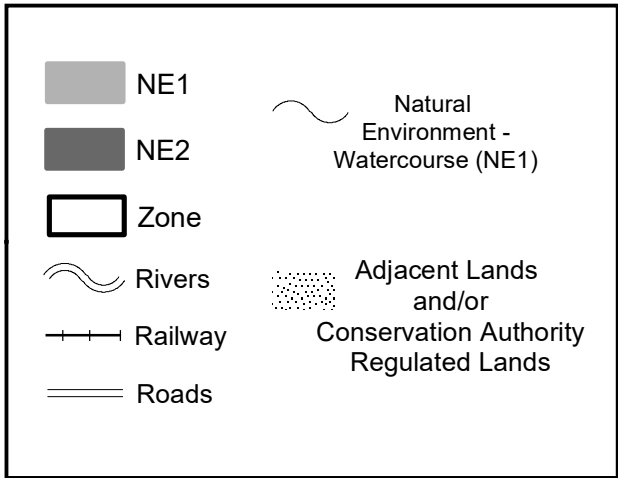 NE1
NE2
Zone
Rivers
Railway
Roads
Natural
Environment -
Watercourse (NE1)
Adjacent Lands
and/or
Conservation Authority
Regulated Lands